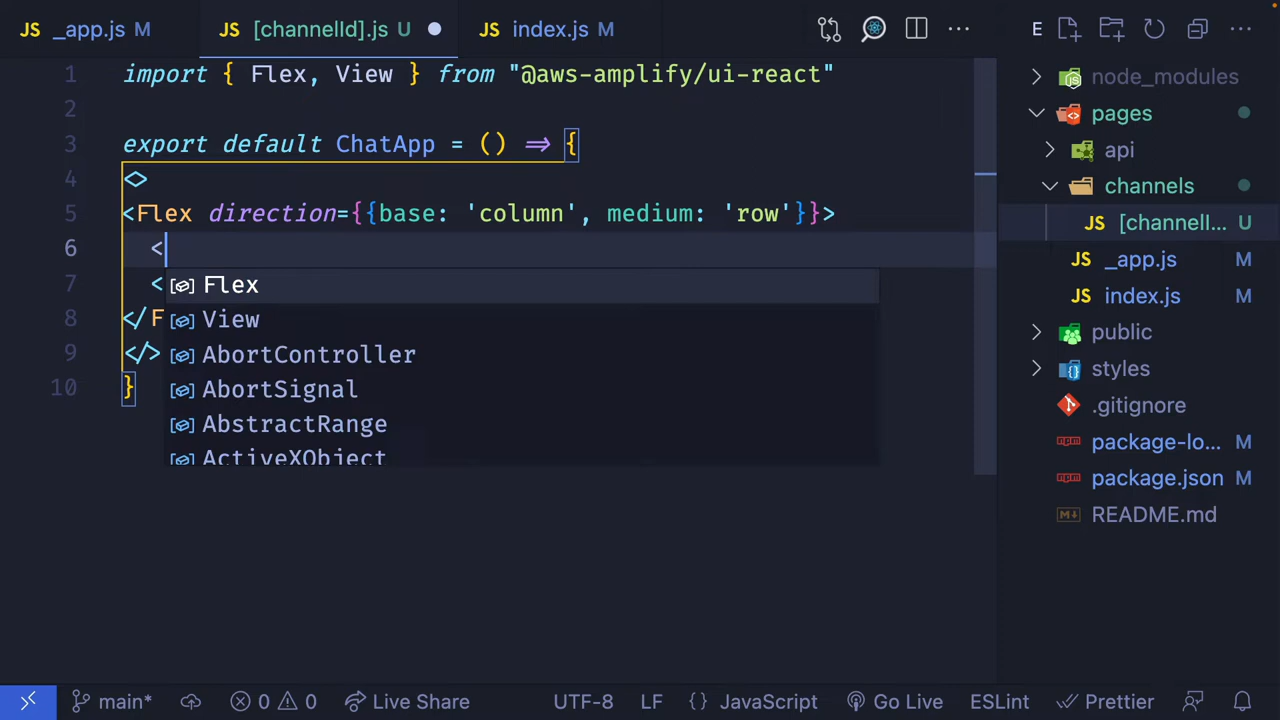 JS _app.js M
JS [channelId].js U
JS index.js M
E
1 import { Flex, View } from "@aws-amplify/ui-react"
2
3 export default ChatApp = () => {
4 <>
5 <Flex direction={{base: 'column', medium: 'row'}}>
6 <
7 <
8 </F
9 </>
10 }
Flex
View
AbortController
AbortSignal
AbstractRange
ActiveXObject
node_modules
pages
api
channels
JS [channelI... U
JS _app.js M
JS index.js M
public
styles
.gitignore
package-lo... M
package.json M
README.md
main* 0 0 Live Share UTF-8 LF {} JavaScript Go Live ESLint Prettier